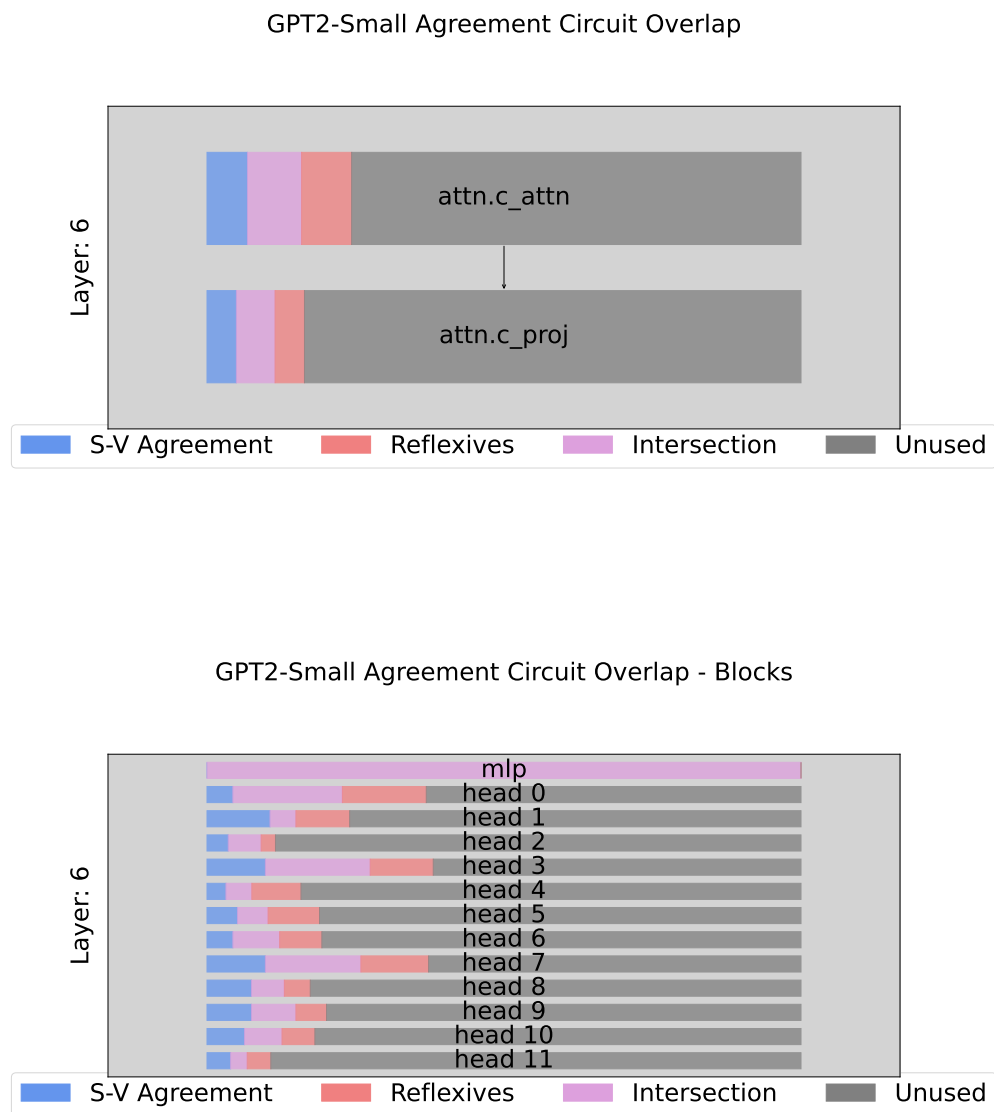 GPT2-Small Agreement Circuit Overlap
Layer: 6
attn.c_attn
attn.c_proj
S-V Agreement Reflexives Intersection Unused
GPT2-Small Agreement Circuit Overlap - Blocks
Layer: 6
mlp
head 0
head 1
head 2
head 3
head 4
head 5
head 6
head 7
head 8
head 9
head 10
head 11
S-V Agreement Reflexives Intersection Unused